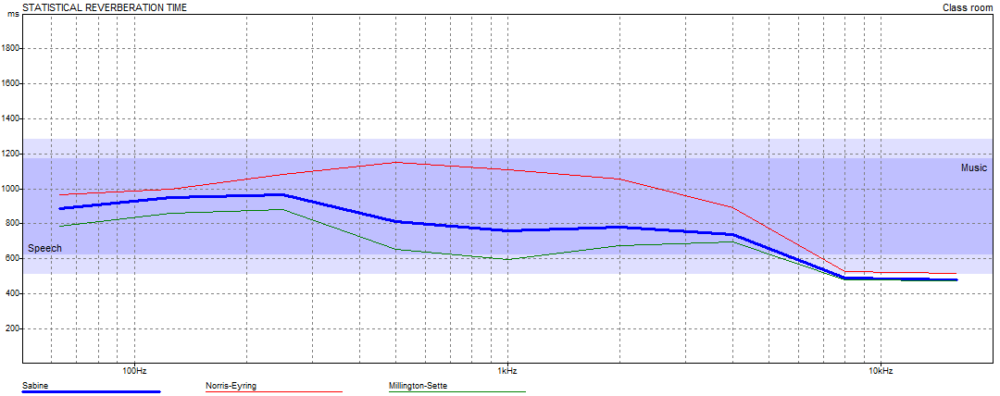 STATISTICAL REVERBERATION TIME Class room
ms
1800
1600
1400
1200
Music
1000
800
Speech
600
400
200
100Hz 1kHz 10kHz
Sabine Norris-Eyring Millington-Sette